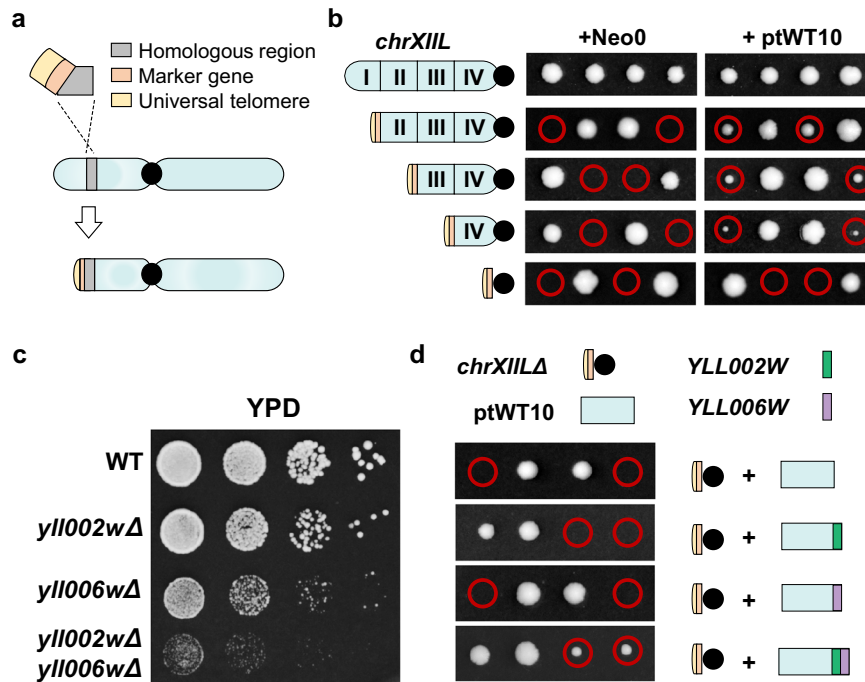 a
Homologous region
Marker gene
Universal telomere
b
chrXIIL
+Neo0
+ ptWT10
I II III IV
II III IV
III IV
IV
c
YPD
WT
yll002wΔ
yll006wΔ
yll002wΔ
yll006wΔ
d
chrXIILΔ
YLL002W
ptWT10
YLL006W
+
+
+
+